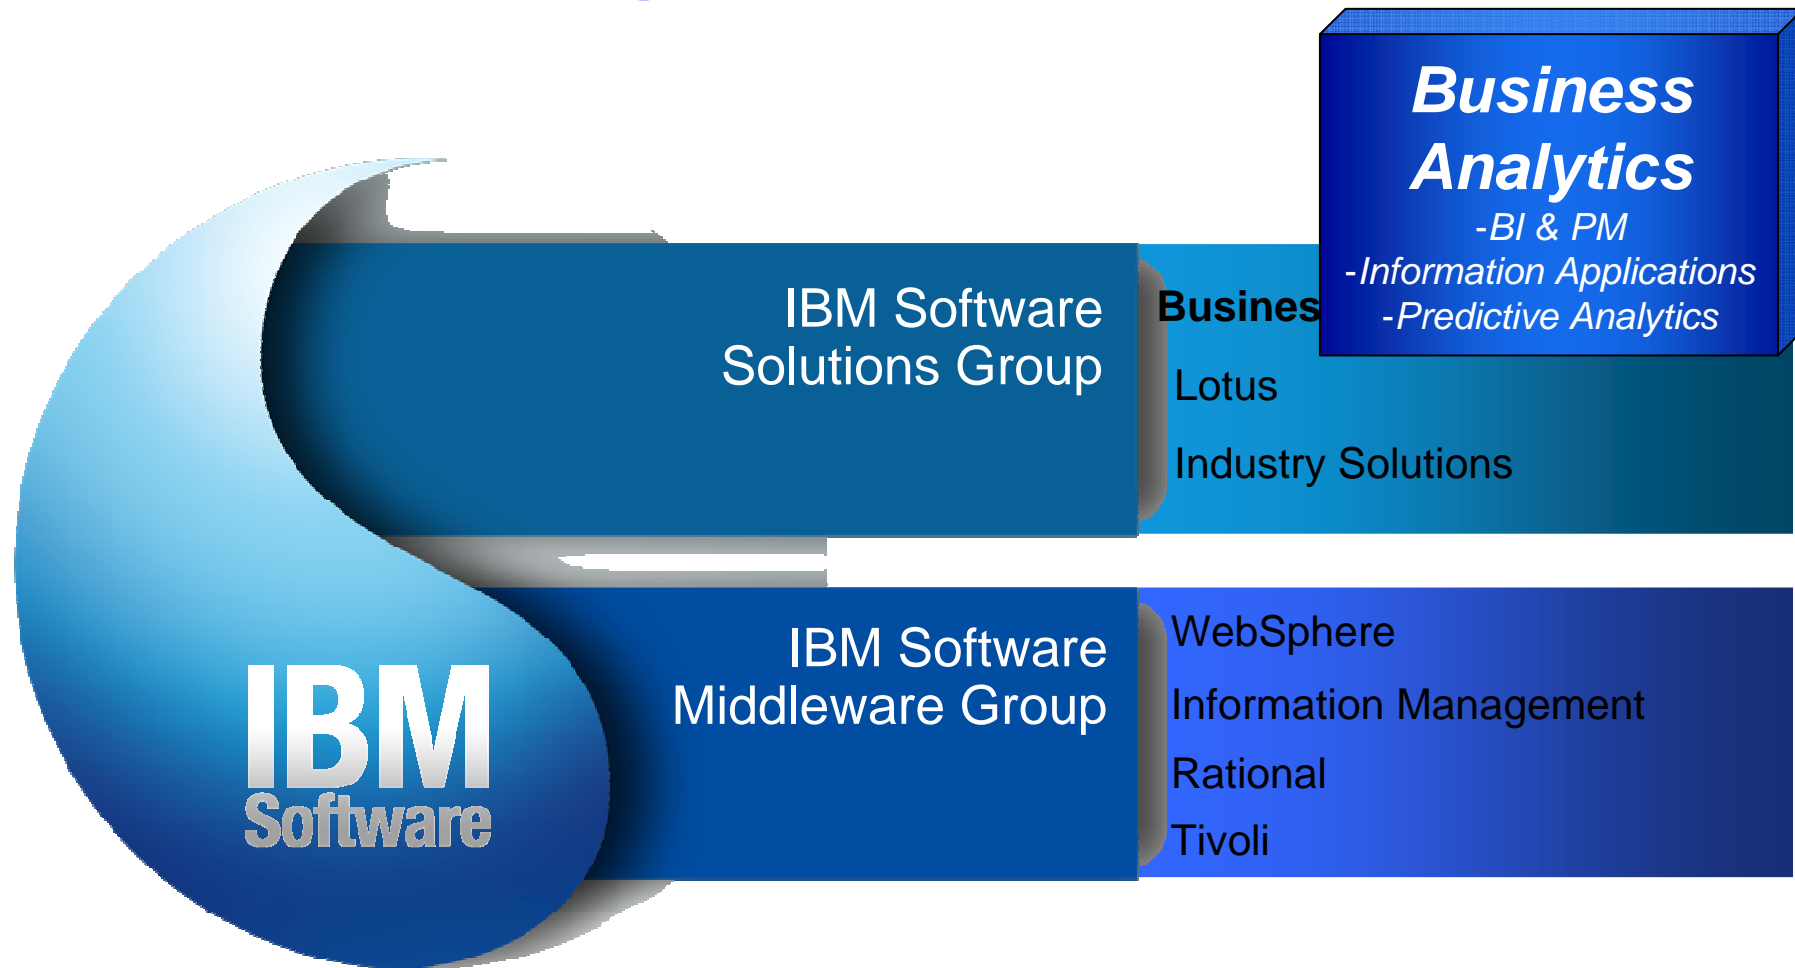 Business
Analytics
-BI & PM
-Information Applications
-Predictive Analytics
IBM Software
Solutions Group
Busines
Lotus
Industry Solutions
IBM Software
Middleware Group
WebSphere
Information Management
Rational
Tivoli
IBM
Software